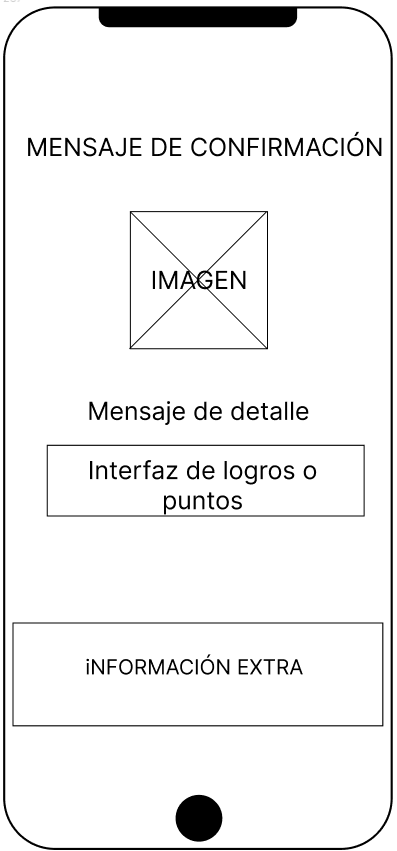 MENSAJE DE CONFIRMACIÓN
IMAGEN
Mensaje de detalle
Interfaz de logros o
puntos
iNFORMACIÓN EXTRA